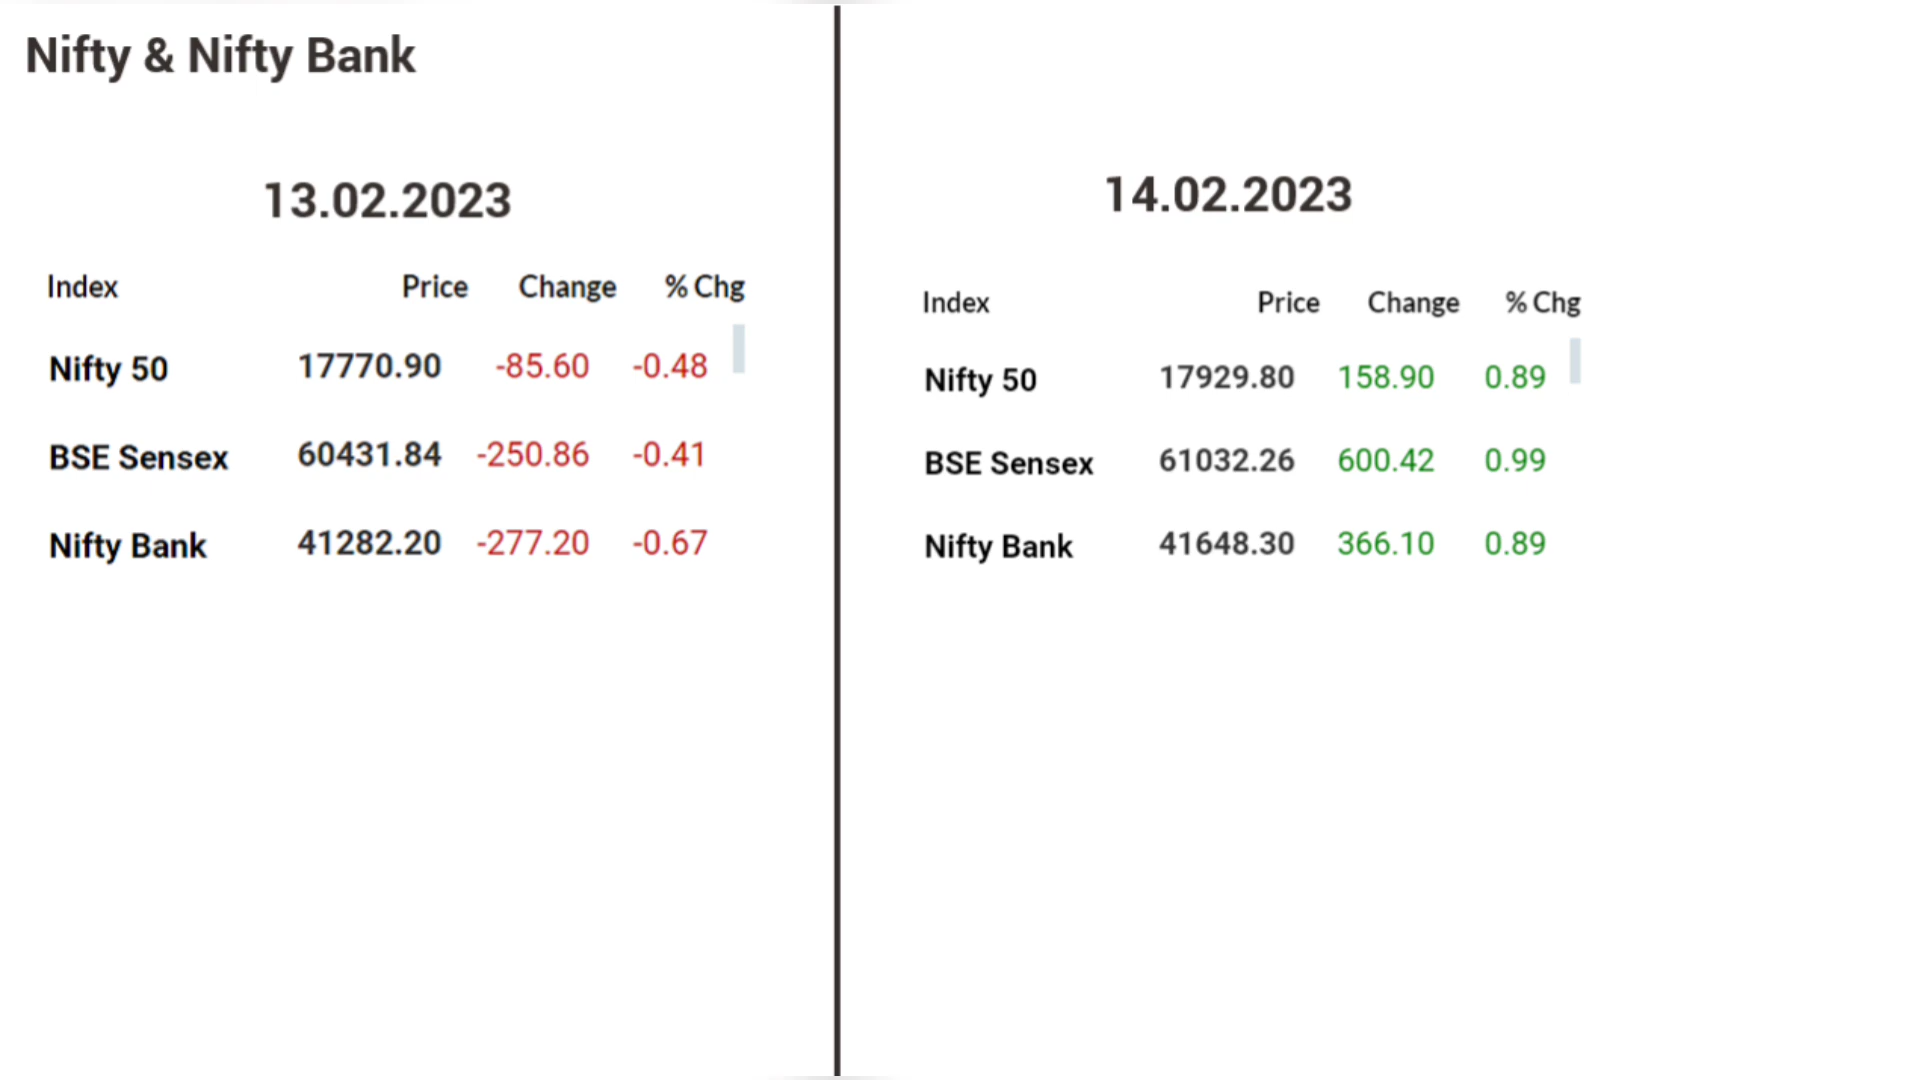 Nifty & Nifty Bank
13.02.2023
Index Price Change % Chg
Nifty 50 17770.90 -85.60 -0.48
BSE Sensex 60431.84 -250.86 -0.41
Nifty Bank 41282.20 -277.20 -0.67
14.02.2023
Index Price Change % Chg
Nifty 50 17929.80 158.90 0.89
BSE Sensex 61032.26 600.42 0.99
Nifty Bank 41648.30 366.10 0.89